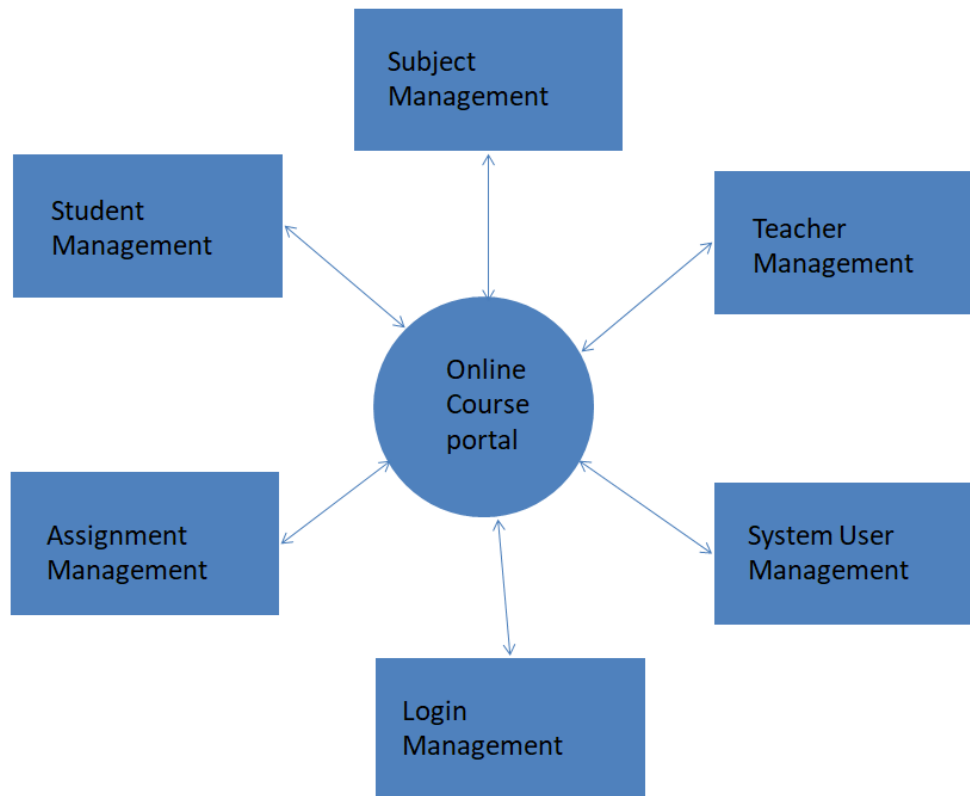 Subject
Management
Student
Management
Teacher
Management
Online
Course
portal
Assignment
Management
System User
Management
Login
Management